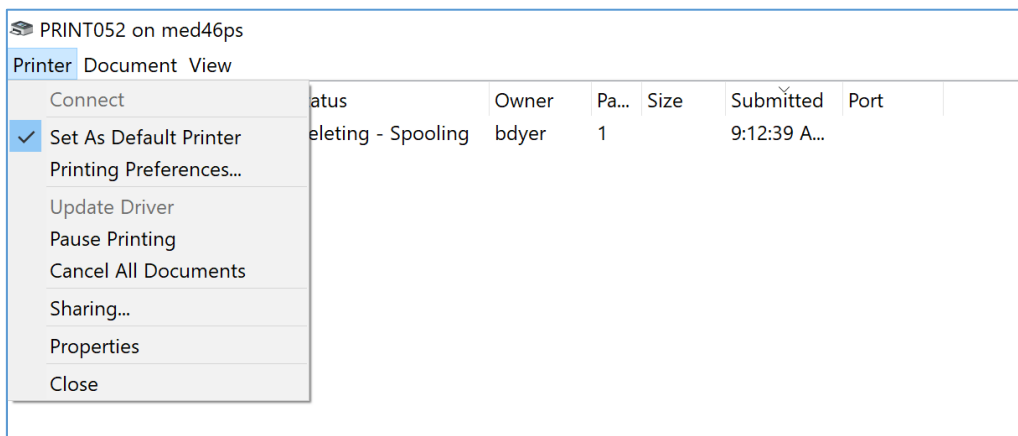 PRINT052 on med46ps
Printer Document View
Connect
atus Owner Pa... Size Submitted Port
Set As Default Printer
eleting - Spooling bdyer 1 9:12:39 A...
Printing Preferences...
Update Driver
Pause Printing
Cancel All Documents
Sharing...
Properties
Close